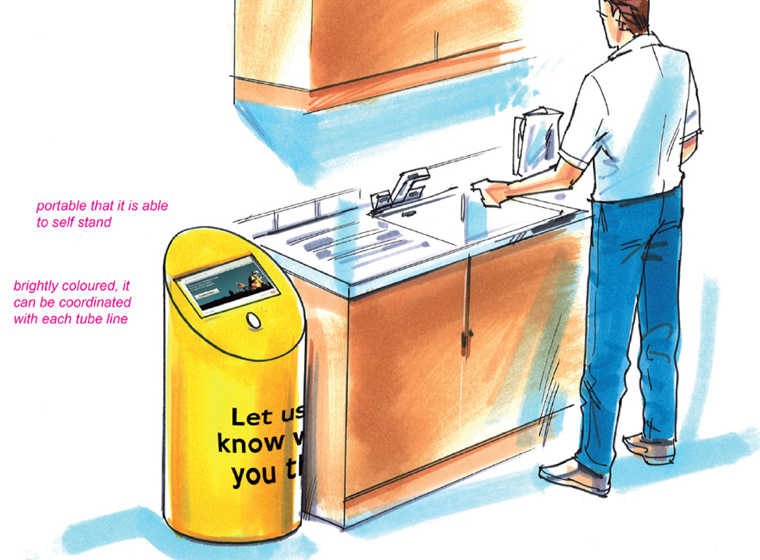 portable that it is able
to self stand
brightly coloured, it
can be coordinated
with each tube line
Let us
know w
you th